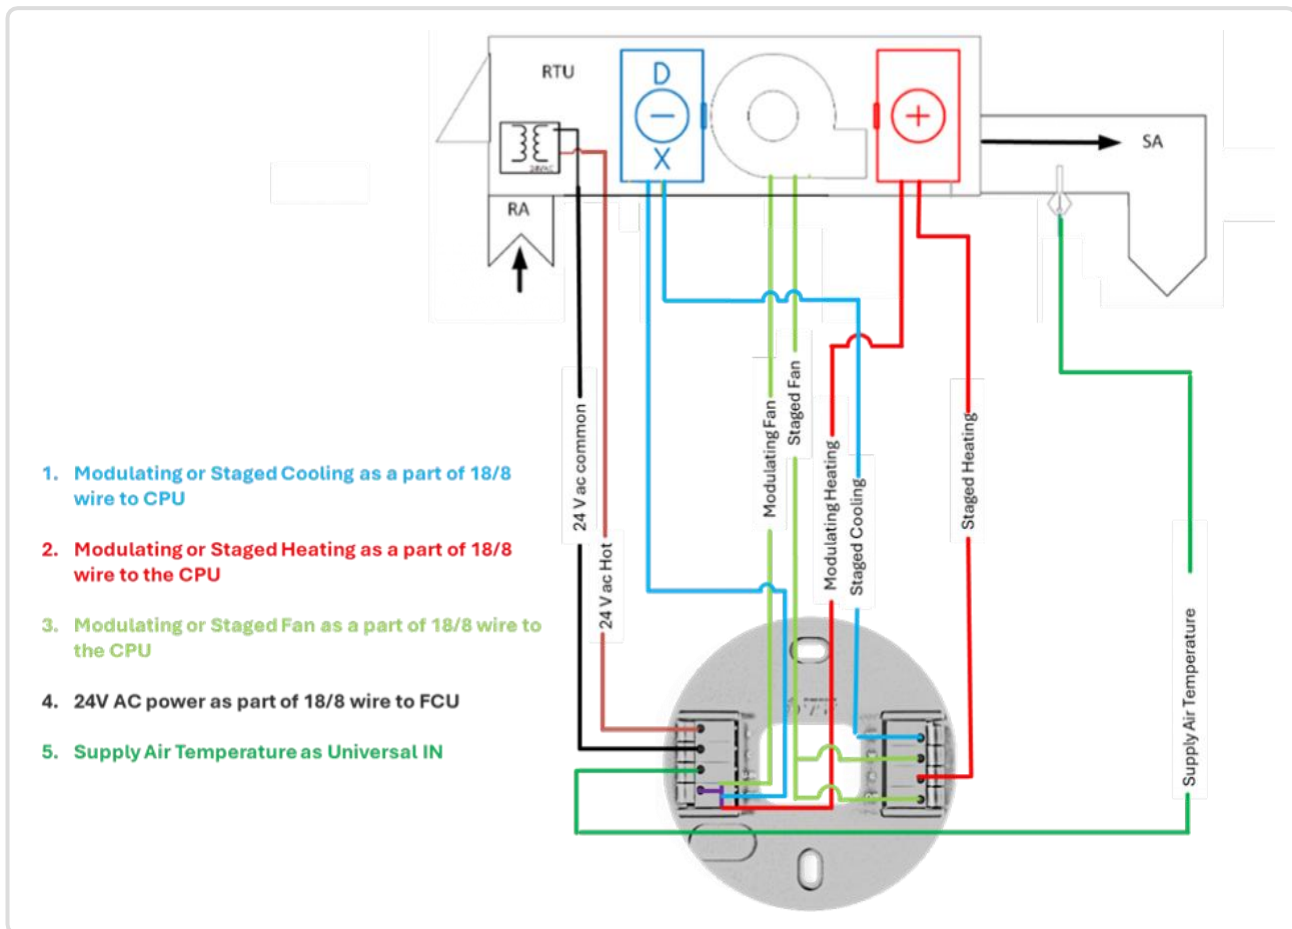 RTU
D
X
24VAC
RA
SA
24 V ac common
24 V ac Hot
Modulating Fan
Staged Fan
Modulating Heating
Staged Cooling
Staged Heating
Supply Air Temperature
1. Modulating or Staged Cooling as a part of 18/8
wire to CPU
2. Modulating or Staged Heating as a part of 18/8
wire to the CPU
3. Modulating or Staged Fan as a part of 18/8 wire to
the CPU
4. 24V AC power as part of 18/8 wire to FCU
5. Supply Air Temperature as Universal IN